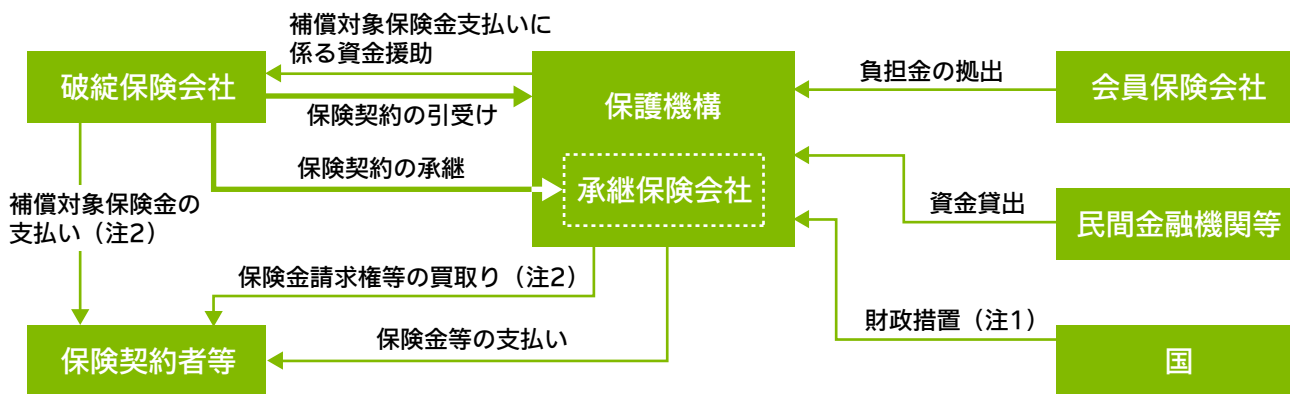 補償対象保険金支払いに
係る資金援助
破綻保険会社
保険契約の引受け
保護機構
負担金の拠出
会員保険会社
保険契約の承継
承継保険会社
資金貸出
民間金融機関等
補償対象保険金の
支払い（注2）
保険金請求権等の買取り（注2）
財政措置（注1）
保険金等の支払い
保険契約者等
国